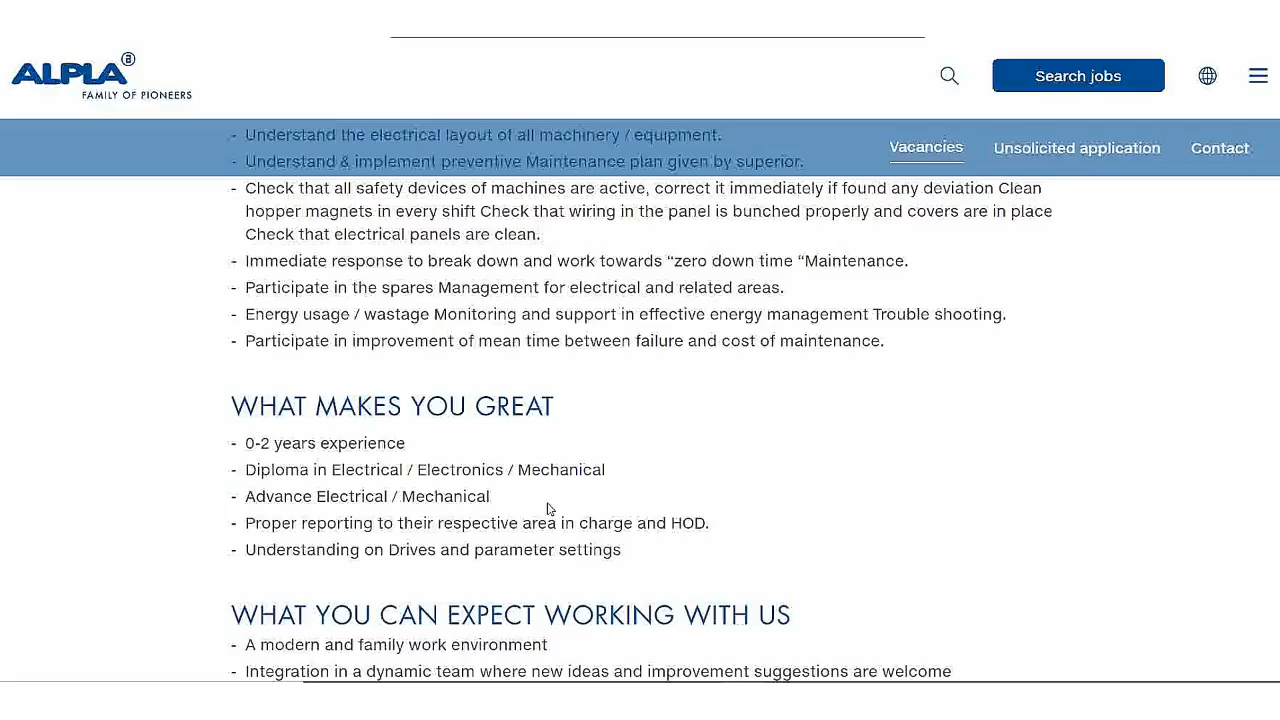 ALPLA
FAMILY OF PIONEERS
Search jobs
Vacancies
Unsolicited application
Contact
- Understand the electrical layout of all machinery / equipment.
- Understand & implement preventive Maintenance plan given by superior.
- Check that all safety devices of machines are active, correct it immediately if found any deviation Clean
hopper magnets in every shift Check that wiring in the panel is bunched properly and covers are in place
Check that electrical panels are clean.
- Immediate response to break down and work towards “zero down time “Maintenance.
- Participate in the spares Management for electrical and related areas.
- Energy usage / wastage Monitoring and support in effective energy management Trouble shooting.
- Participate in improvement of mean time between failure and cost of maintenance.
WHAT MAKES YOU GREAT
- 0-2 years experience
- Diploma in Electrical / Electronics / Mechanical
- Advance Electrical / Mechanical
- Proper reporting to their respective area in charge and HOD.
- Understanding on Drives and parameter settings
WHAT YOU CAN EXPECT WORKING WITH US
- A modern and family work environment
- Integration in a dynamic team where new ideas and improvement suggestions are welcome